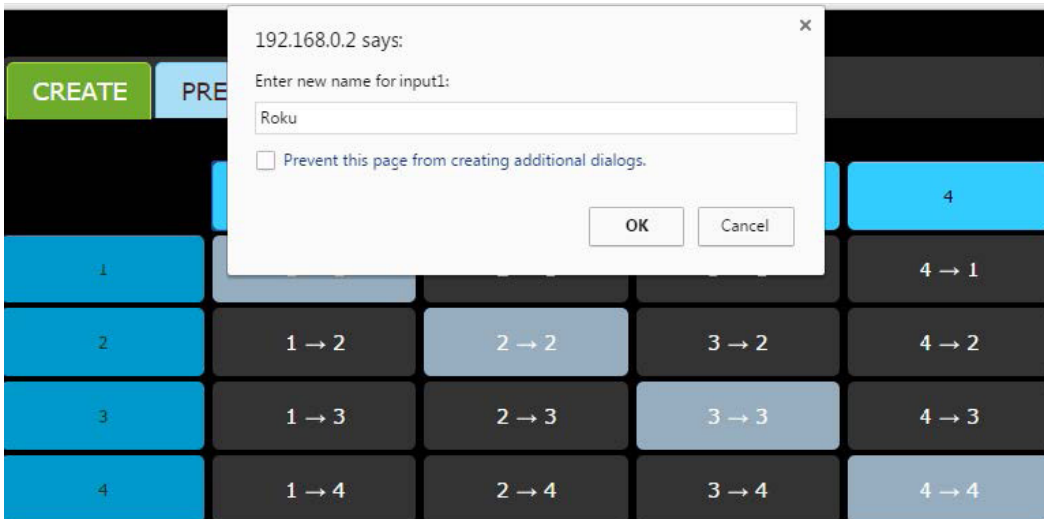 192.168.0.2 says:
×
Enter new name for input1:
Roku
Prevent this page from creating additional dialogs.
OK Cancel
CREATE
PRE
4
1 4 → 1
2 1 → 2 2 → 2 3 → 2 4 → 2
3 1 → 3 2 → 3 3 → 3 4 → 3
4 1 → 4 2 → 4 3 → 4 4 → 4